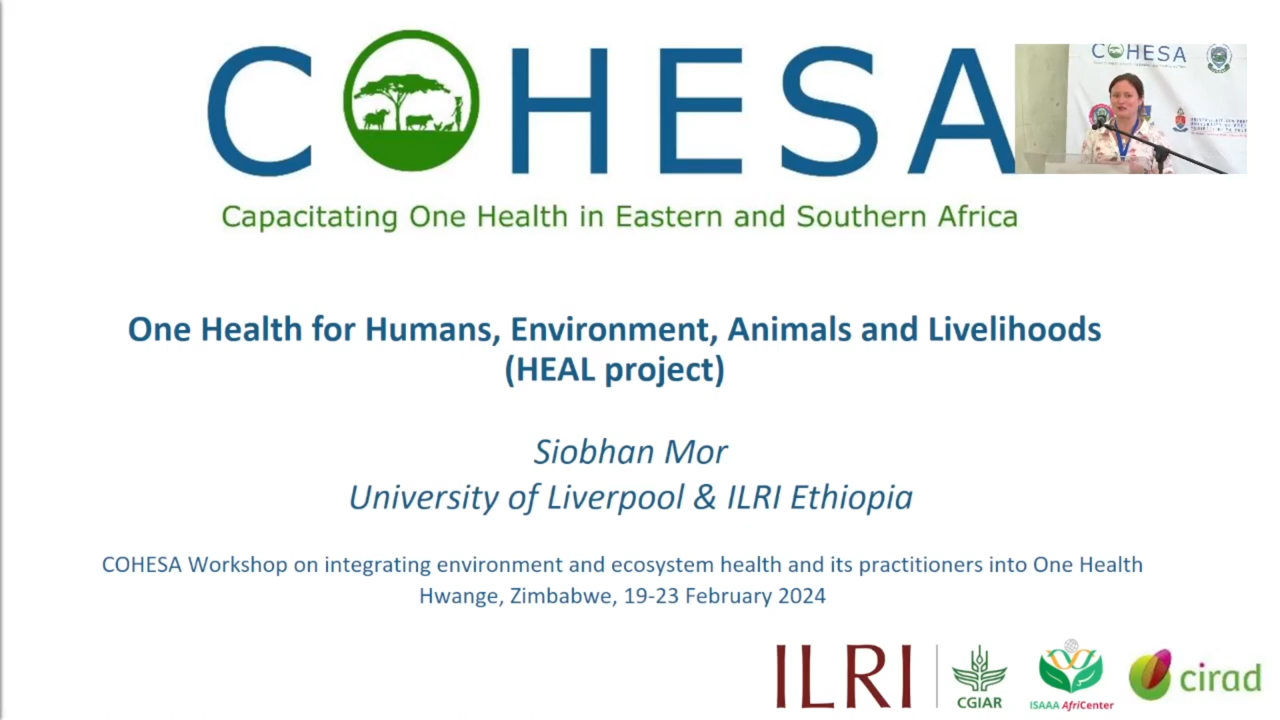 COHESA
Capacitating One Health in Eastern and Southern Africa
COHESA
One Health for Humans, Environment, Animals and Livelihoods
(HEAL project)
Siobhan Mor
University of Liverpool & ILRI Ethiopia
COHESA Workshop on integrating environment and ecosystem health and its practitioners into One Health
Hwange, Zimbabwe, 19-23 February 2024
ILRI
CGIAR
ISAAA AfriCenter
cirad